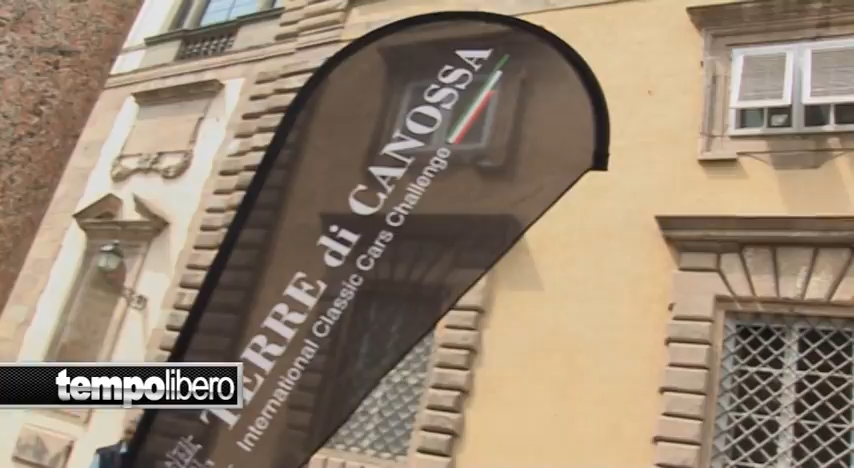 TERRE di CANOSSA
International Classic Cars Challenge
tempolibero